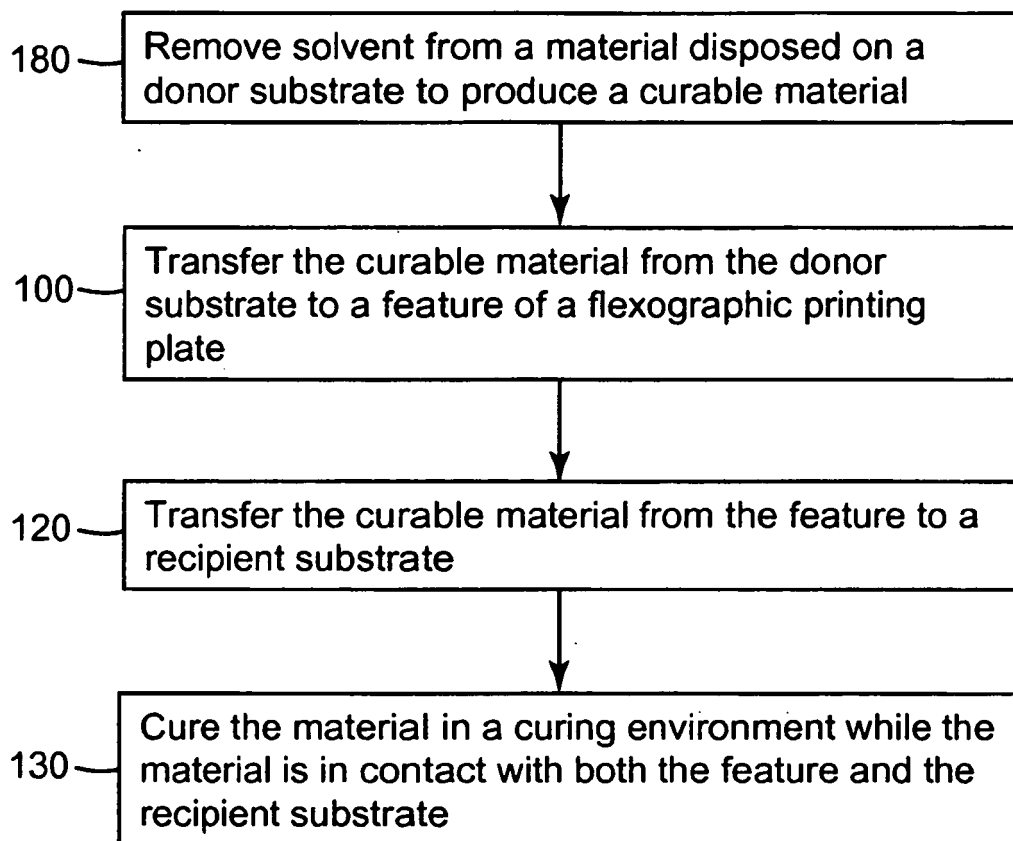 180
Remove solvent from a material disposed on a
donor substrate to produce a curable material
100
Transfer the curable material from the donor
substrate to a feature of a flexographic printing
plate
120
Transfer the curable material from the feature to a
recipient substrate
130
Cure the material in a curing environment while the
material is in contact with both the feature and the
recipient substrate